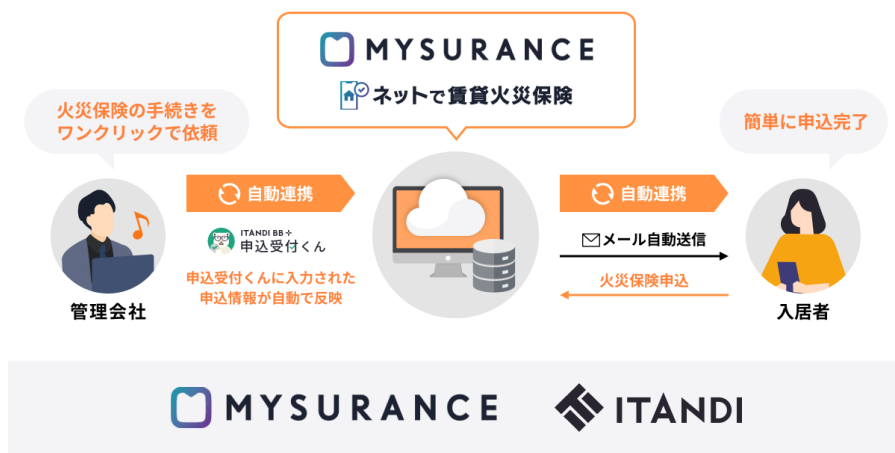 MYSURANCE
ネットで賃貸火災保険
火災保険の手続きを
ワンクリックで依頼
簡単に申込完了
自動連携
自動連携
ITANDI BB +
申込受付くん
メール自動送信
申込受付くんに入力された
申込情報が自動で反映
火災保険申込
管理会社
入居者
MYSURANCE
ITANDI